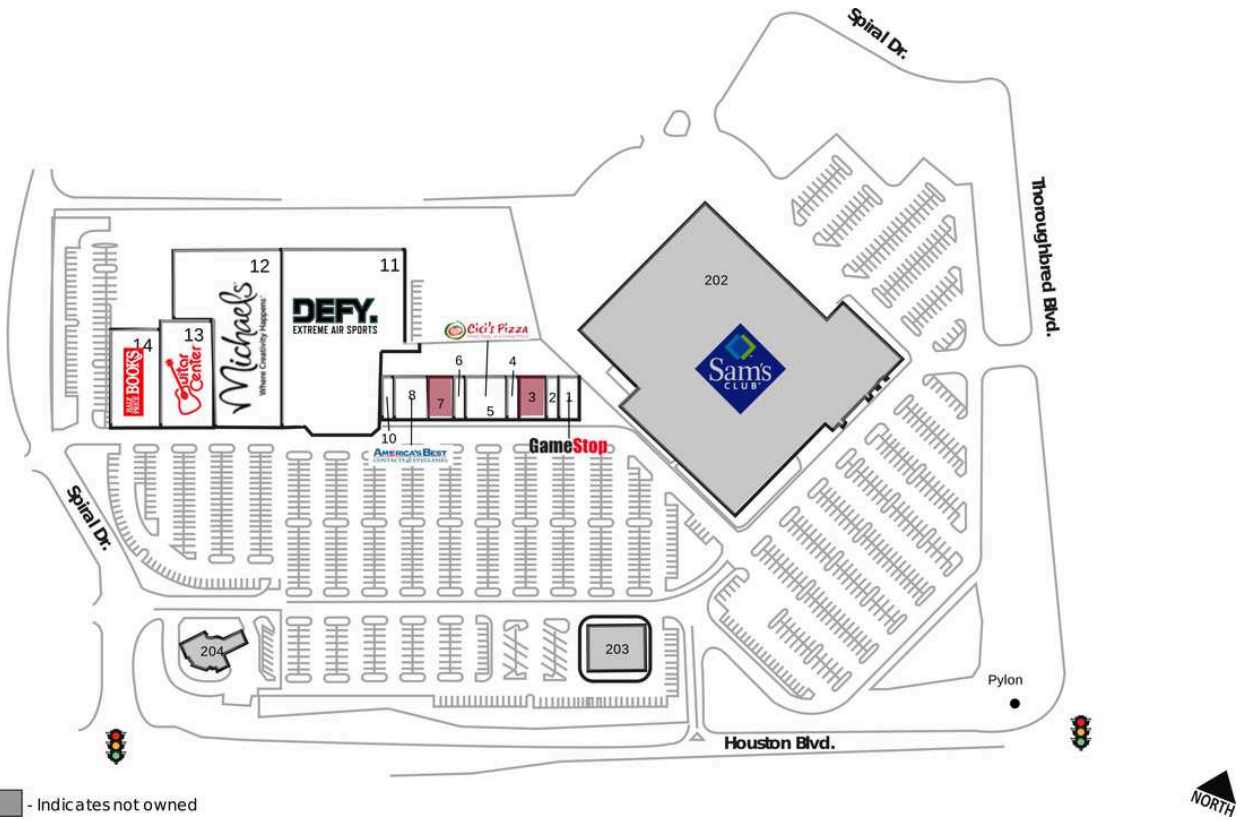 Spiral Dr.
Thoroughbred Blvd.
202
Sam's
CLUB
12
11
Michaels
Where Creativity Happens
DEFY.
EXTREME AIR SPORTS
Cici's Pizza
13
Guitar
Center
14
HALF
PRICE
BOOKS
6
4
8
7
5
3
2
1
10
AMERICA'S BEST
CONTACTS & EYEGLASSES
GameStop
Spiral Dr.
204
203
Pylon
Houston Blvd.
- Indicates not owned
NORTH